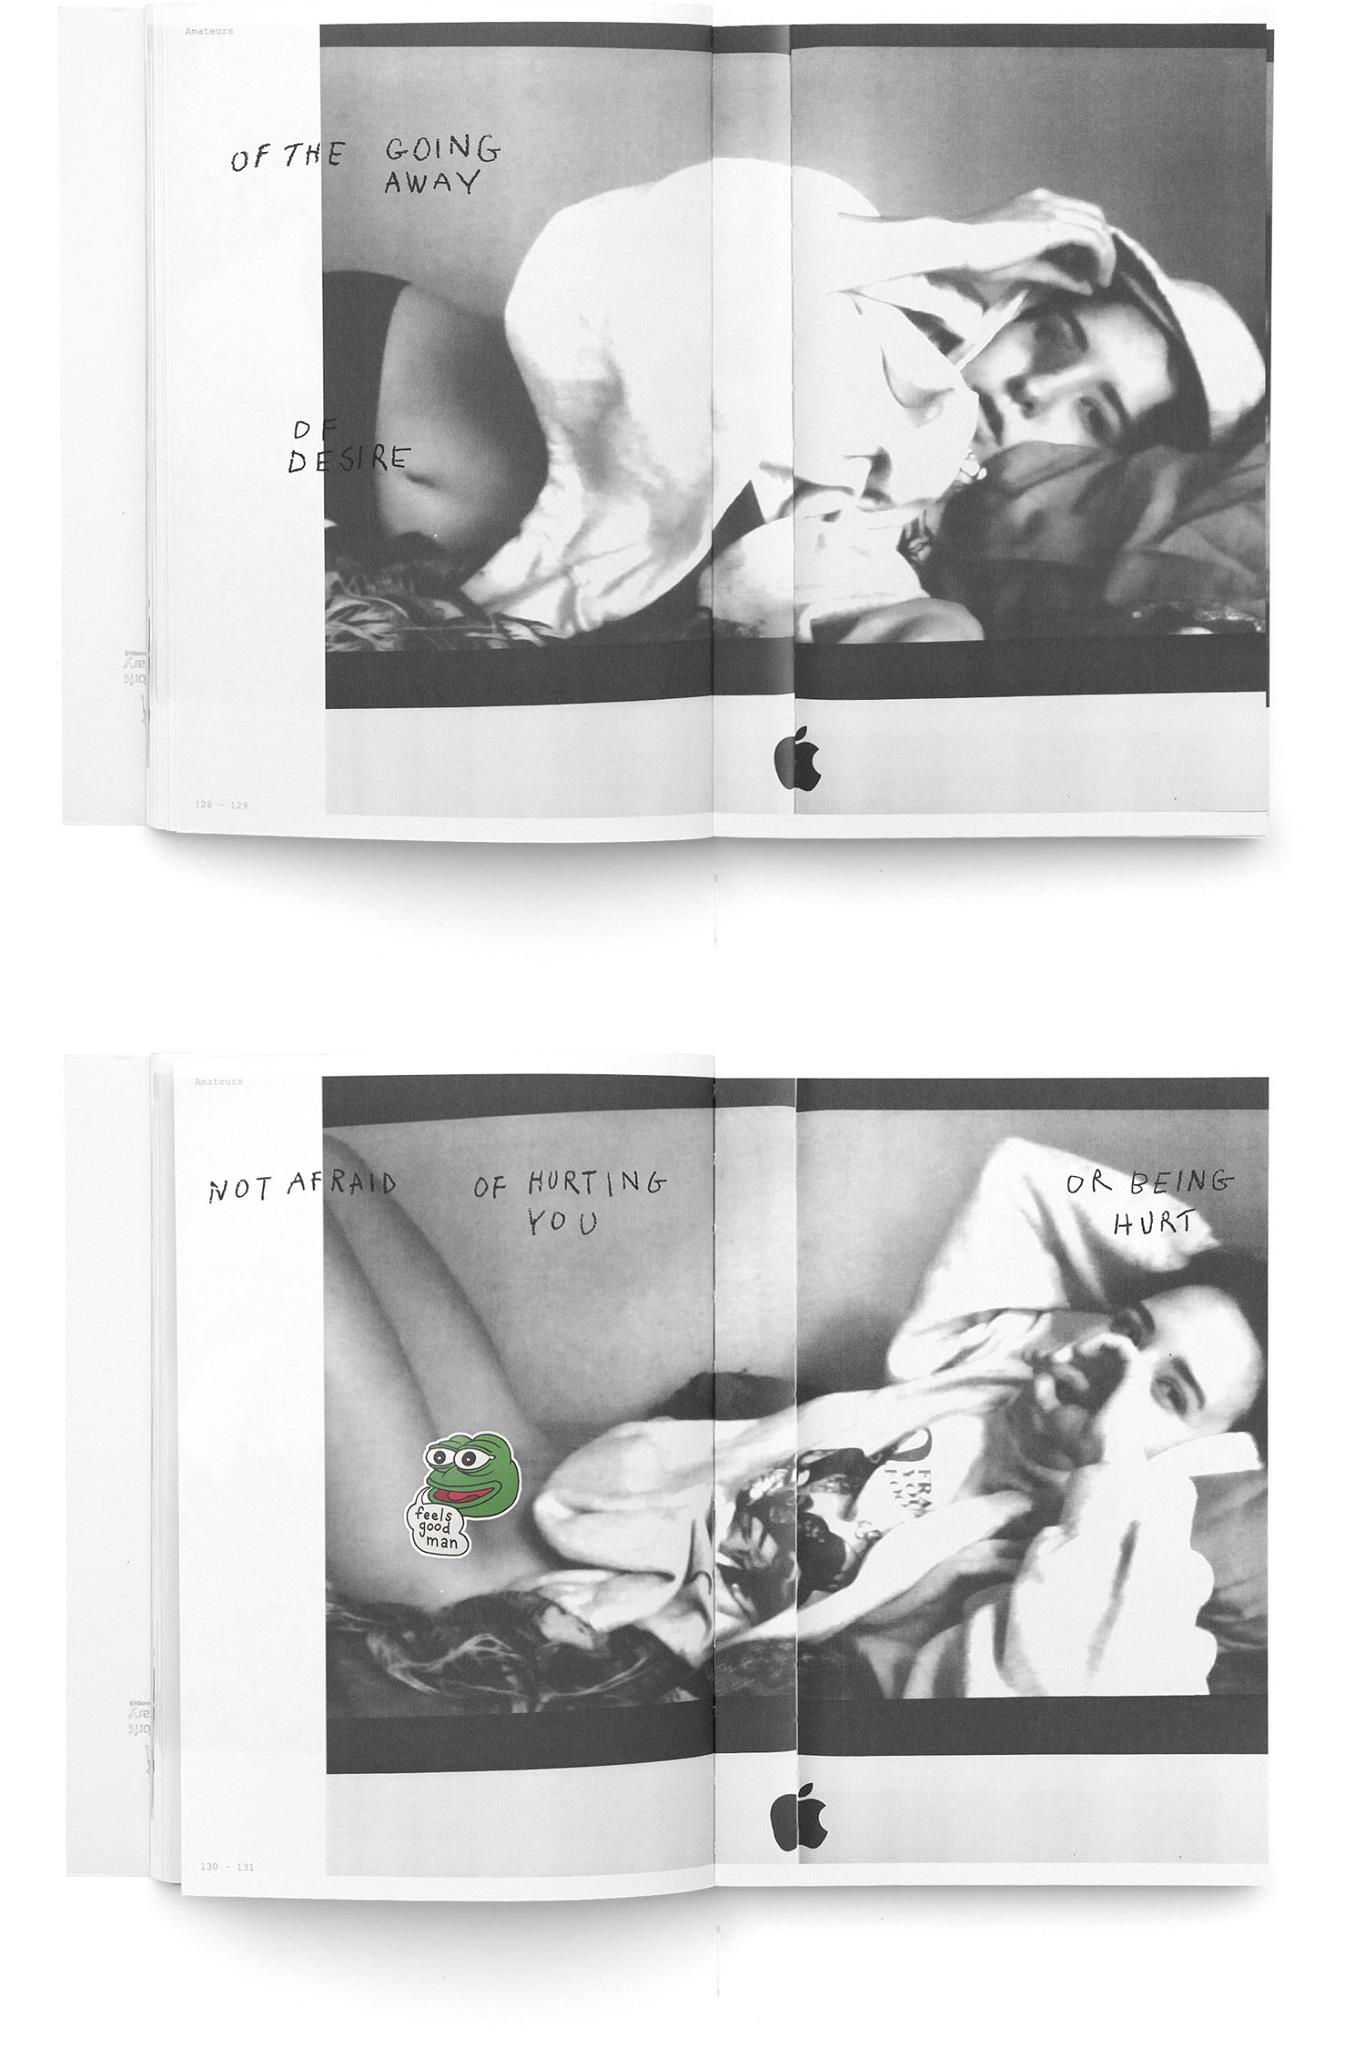 Amateurs
OF THE GOING
AWAY
OF
DESIRE
128 - 129
Amateurs
NOT AFRAID OF HURTING OR BEING
YOU HURT
feels
good
man
130 - 131